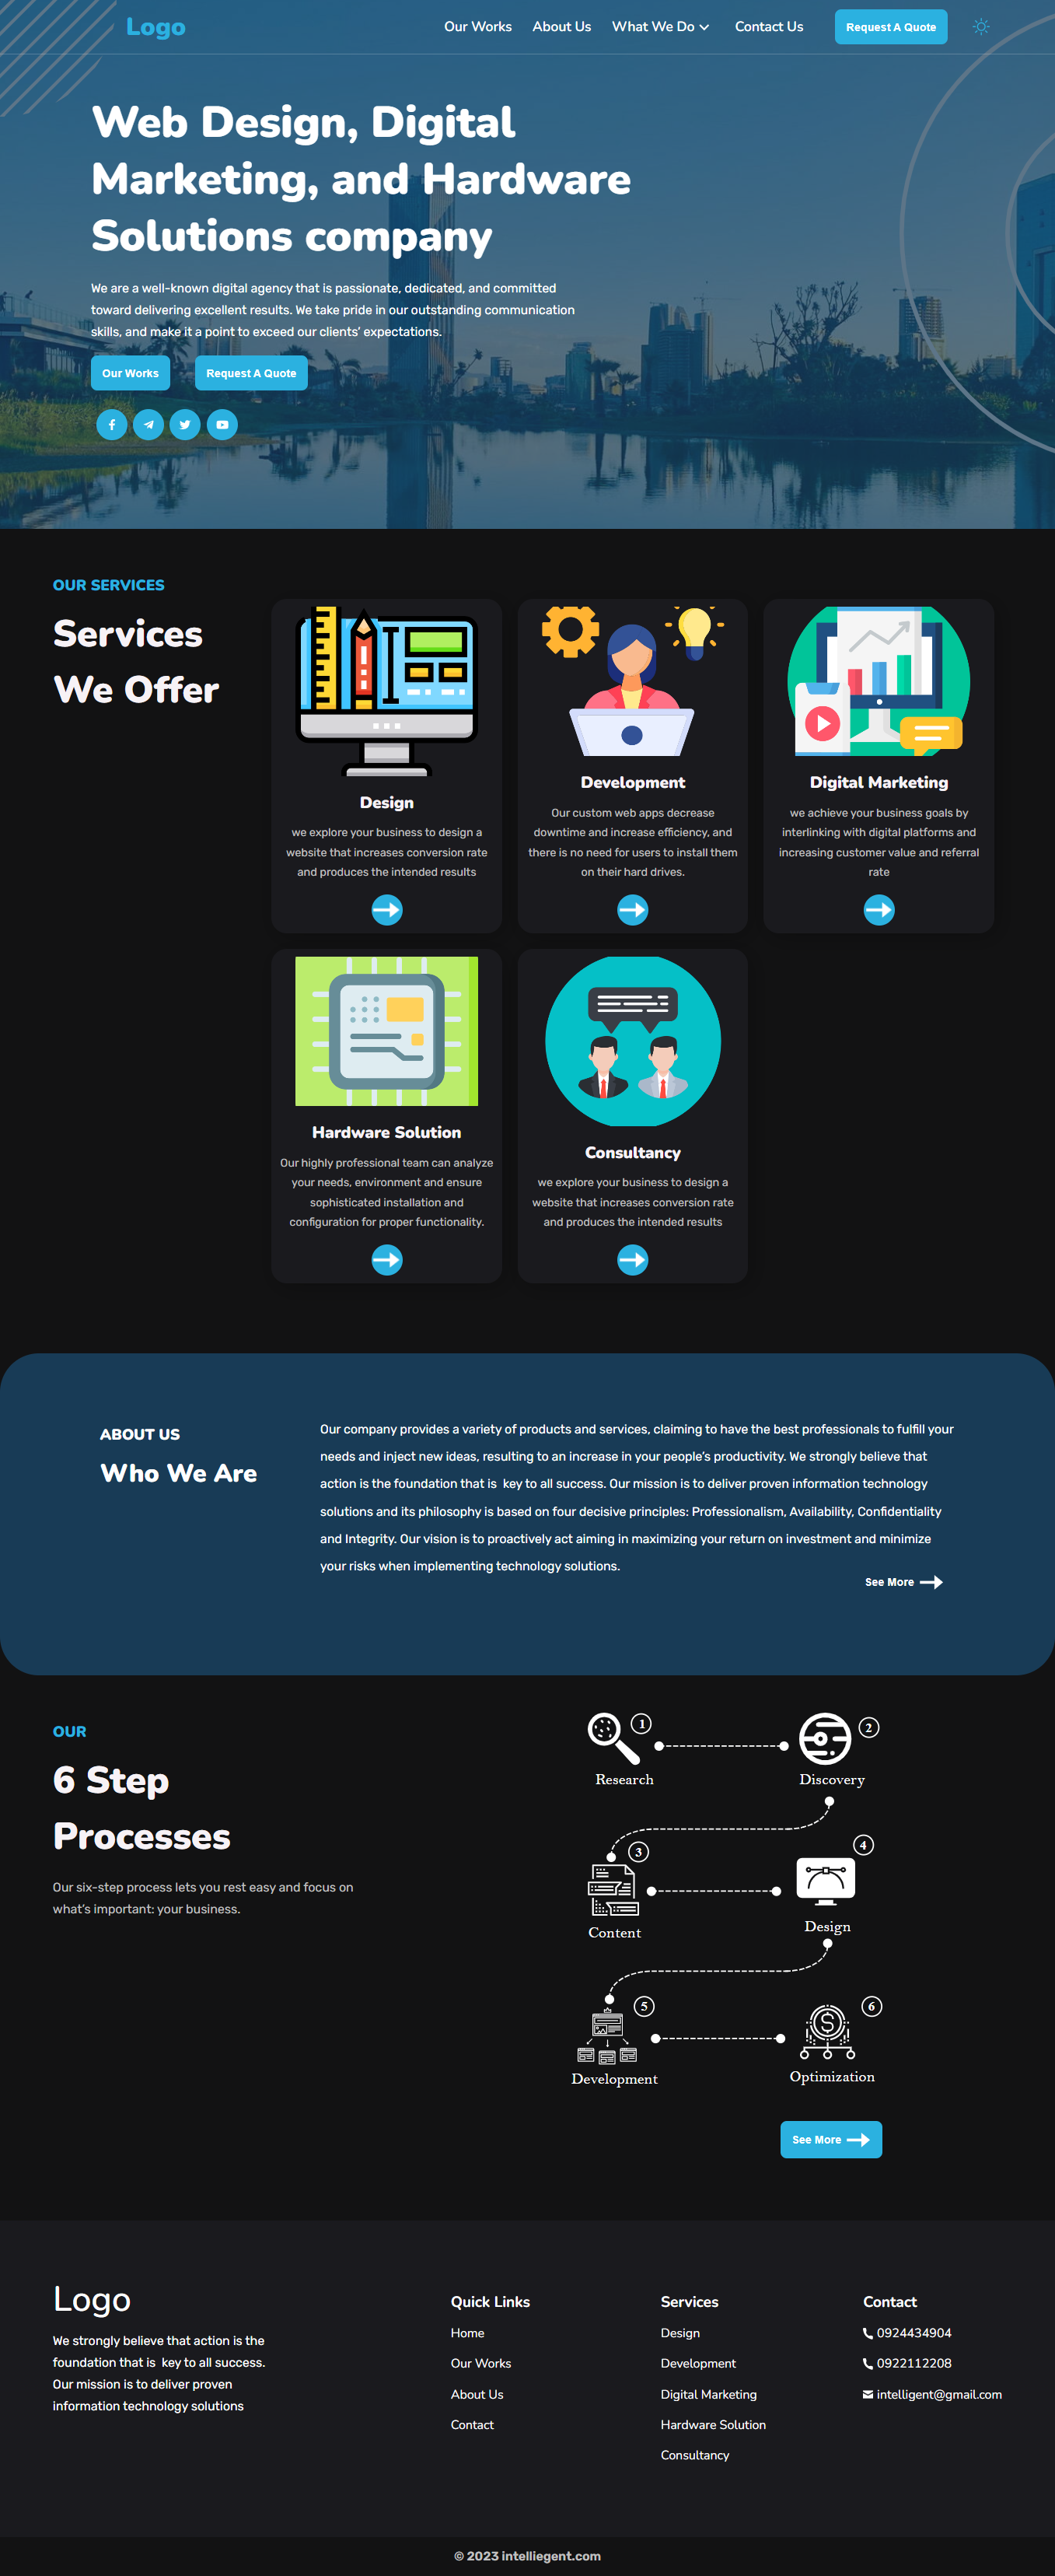 Logo
Our Works
About Us
What We Do
Contact Us
Request A Quote
Web Design, Digital
Marketing, and Hardware
Solutions company
We are a well-known digital agency that is passionate, dedicated, and committed
toward delivering excellent results. We take pride in our outstanding communication
skills, and make it a point to exceed our clients’ expectations.
Our Works
Request A Quote
OUR SERVICES
Services
We Offer
Design
we explore your business to design a
website that increases conversion rate
and produces the intended results
Development
Our custom web apps decrease
downtime and increase efficiency, and
there is no need for users to install them
on their hard drives.
Digital Marketing
we achieve your business goals by
interlinking with digital platforms and
increasing customer value and referral
rate
Hardware Solution
Our highly professional team can analyze
your needs, environment and ensure
sophisticated installation and
configuration for proper functionality.
Consultancy
we explore your business to design a
website that increases conversion rate
and produces the intended results
ABOUT US
Who We Are
Our company provides a variety of products and services, claiming to have the best professionals to fulfill your
needs and inject new ideas, resulting to an increase in your people’s productivity. We strongly believe that
action is the foundation that is  key to all success. Our mission is to deliver proven information technology
solutions and its philosophy is based on four decisive principles: Professionalism, Availability, Confidentiality
and Integrity. Our vision is to proactively act aiming in maximizing your return on investment and minimize
your risks when implementing technology solutions.
See More
OUR
6 Step
Processes
Our six-step process lets you rest easy and focus on
what’s important: your business.
1
Research
2
Discovery
3
Content
4
Design
5
Development
6
Optimization
See More
Logo
We strongly believe that action is the
foundation that is  key to all success.
Our mission is to deliver proven
information technology solutions
Quick Links
Home
Our Works
About Us
Contact
Services
Design
Development
Digital Marketing
Hardware Solution
Consultancy
Contact
0924434904
0922112208
intelligent@gmail.com
© 2023 intelliegent.com